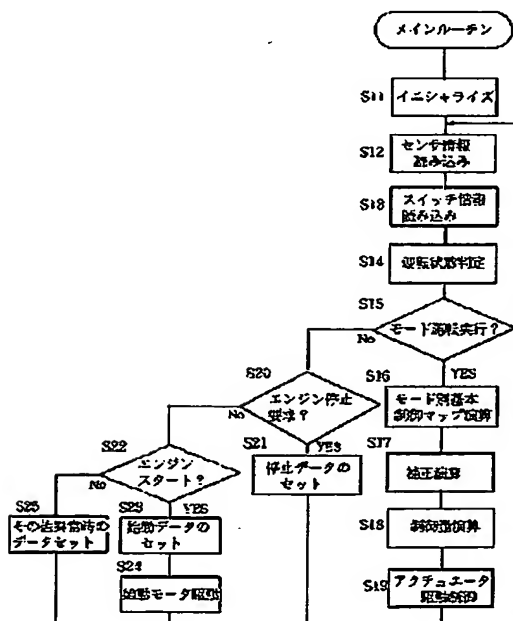 メインルーチン
S11 イニシャライズ
S12 センサ情報
読み込み
S13 スイッチ情報
読み込み
S14 運転状態判定
S15
モード運転実行？
No
YES
S16
モード別基本
制御マップ演算
S17
補正演算
S18 制御量演算
S19 アクチュエータ
駆動制御
S20
エンジン停止
要求？
No
YES
S21
停止データの
セット
S22
エンジン
スタート？
No
YES
S23
始動データの
セット
S24
始動モータ駆動
S25
その他異常時の
データセット